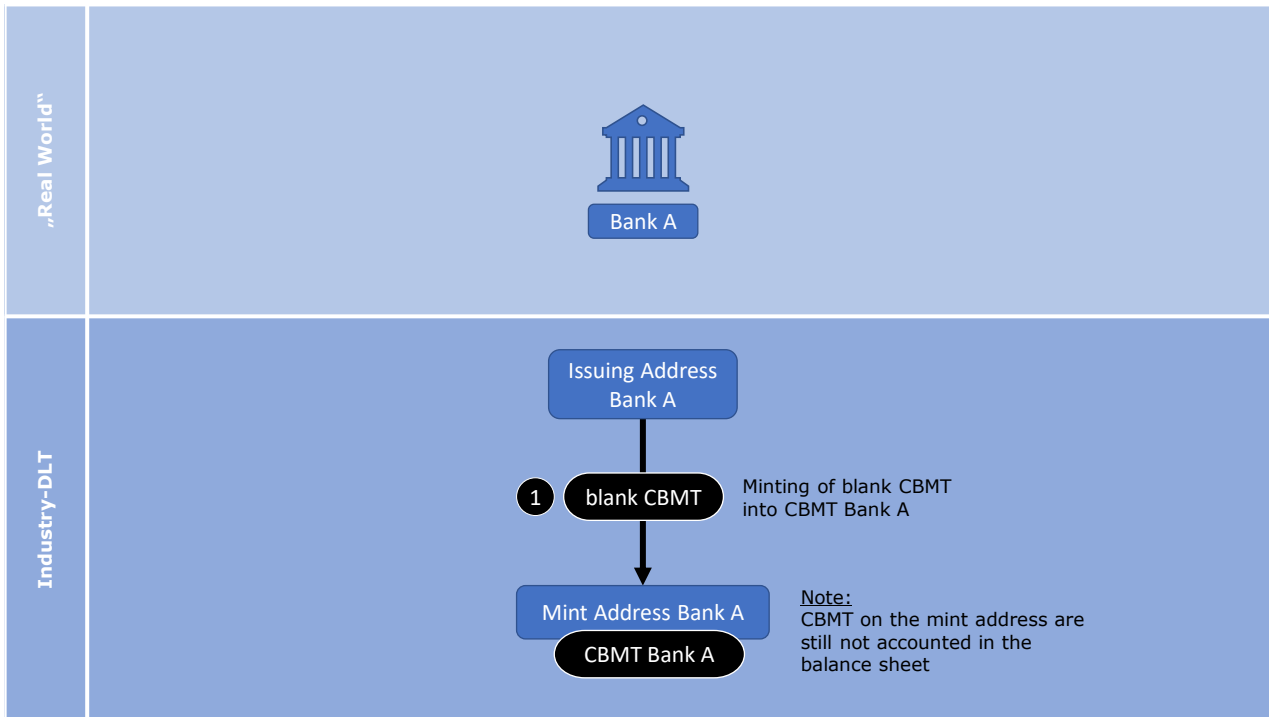 „Real World“
Bank A
Industry-DLT
Issuing Address
Bank A
1
blank CBMT
Minting of blank CBMT
into CBMT Bank A
Mint Address Bank A
CBMT Bank A
Note:
CBMT on the mint address are
still not accounted in the
balance sheet